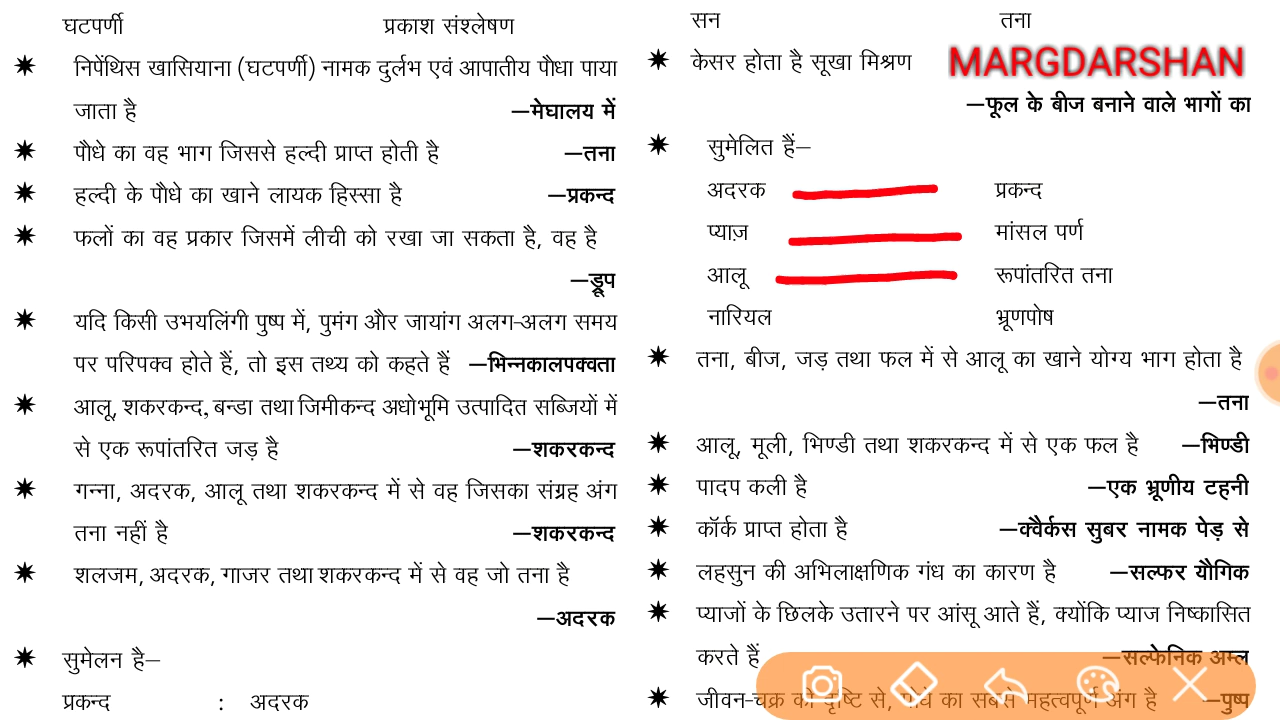 घटपर्णी प्रकाश संश्लेषण
✷ निपेंथिस खासियाना (घटपर्णी) नामक दुर्लभ एवं आपातीय पौधा पाया
जाता है —मेघालय में
✷ पौधे का वह भाग जिससे हल्दी प्राप्त होती है —तना
✷ हल्दी के पौधे का खाने लायक हिस्सा है —प्रकन्द
✷ फलों का वह प्रकार जिसमें लीची को रखा जा सकता है, वह है
—ड्रूप
✷ यदि किसी उभयलिंगी पुष्प में, पुमंग और जायांग अलग-अलग समय
पर परिपक्व होते हैं, तो इस तथ्य को कहते हैं —भिन्नकालपक्वता
✷ आलू, शकरकन्द, बन्डा तथा जिमीकन्द अधोभूमि उत्पादित सब्जियों में
से एक रूपांतरित जड़ है —शकरकन्द
✷ गन्ना, अदरक, आलू तथा शकरकन्द में से वह जिसका संग्रह अंग
तना नहीं है —शकरकन्द
✷ शलजम, अदरक, गाजर तथा शकरकन्द में से वह जो तना है
—अदरक
✷ सुमेलन है—
प्रकन्द : अदरक
सन तना
✷ केसर होता है सूखा मिश्रण MARGDARSHAN
—फूल के बीज बनाने वाले भागों का
✷ सुमेलित हैं—
अदरक प्रकन्द
प्याज़ मांसल पर्ण
आलू रूपांतरित तना
नारियल भ्रूणपोष
✷ तना, बीज, जड़ तथा फल में से आलू का खाने योग्य भाग होता है
—तना
✷ आलू, मूली, भिण्डी तथा शकरकन्द में से एक फल है —भिण्डी
✷ पादप कली है —एक भ्रूणीय टहनी
✷ कॉर्क प्राप्त होता है —क्वैर्कस सुबर नामक पेड़ से
✷ लहसुन की अभिलाक्षणिक गंध का कारण है —सल्फर यौगिक
✷ प्याजों के छिलके उतारने पर आंसू आते हैं, क्योंकि प्याज निष्कासित
करते हैं —सल्फेनिक अम्ल
✷ जीवन-चक्र की दृष्टि से, पौधे का सबसे महत्वपूर्ण अंग है —पुष्प